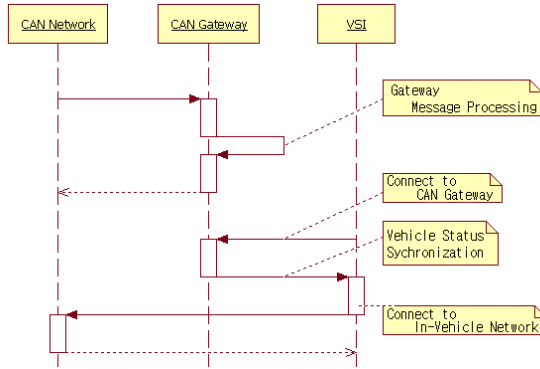 CAN Network
CAN Gateway
VSI
Gateway
Message Processing
Connect to
CAN Gateway
Vehicle Status
Sychronization
Connect to
In-Vehicle Network